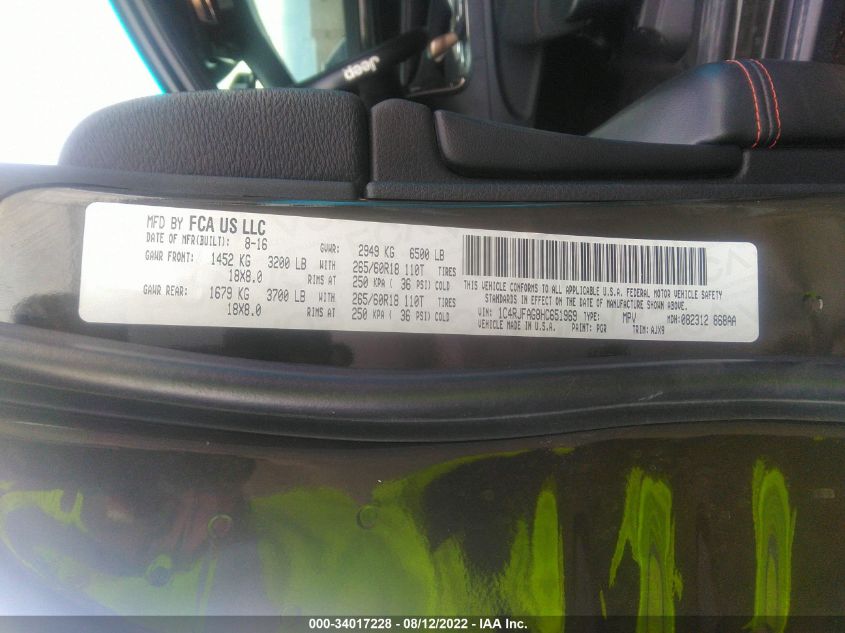 Jeep
MFD BY FCA US LLC
DATE OF MFR(BUILT): 8-16 GVWR: 2949 KG 6500 LB
GAWR FRONT: 1452 KG 3200 LB WITH 265/60R18 110T TIRES
18X8.0 RIMS AT 250 KPA ( 36 PSI) COLD
GAWR REAR: 1679 KG 3700 LB WITH 265/60R18 110T TIRES
18X8.0 RIMS AT 250 KPA ( 36 PSI) COLD
THIS VEHICLE CONFORMS TO ALL APPLICABLE U.S.A. FEDERAL MOTOR VEHICLE SAFETY
STANDARDS IN EFFECT ON THE DATE OF MANUFACTURE SHOWN ABOVE.
VIN: 1C4RJFAG8HC651969 TYPE: MPV MDH: 082312 868AA
VEHICLE MADE IN U.S.A. PAINT: PGR TRIM: AJX9
000-34017228 - 08/12/2022 - IAA Inc.